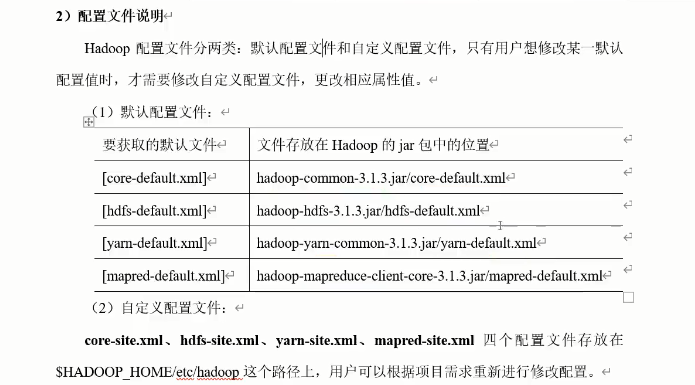 2）配置文件说明
Hadoop 配置文件分两类：默认配置文件和自定义配置文件，只有用户想修改某一默认
配置值时，才需要修改自定义配置文件，更改相应属性值。
（1）默认配置文件：
要获取的默认文件 文件存放在 Hadoop 的 jar 包中的位置
[core-default.xml] hadoop-common-3.1.3.jar/core-default.xml
[hdfs-default.xml] hadoop-hdfs-3.1.3.jar/hdfs-default.xml
[yarn-default.xml] hadoop-yarn-common-3.1.3.jar/yarn-default.xml
[mapred-default.xml] hadoop-mapreduce-client-core-3.1.3.jar/mapred-default.xml
（2）自定义配置文件：
core-site.xml、hdfs-site.xml、yarn-site.xml、mapred-site.xml 四个配置文件存放在
$HADOOP_HOME/etc/hadoop 这个路径上，用户可以根据项目需求重新进行修改配置。